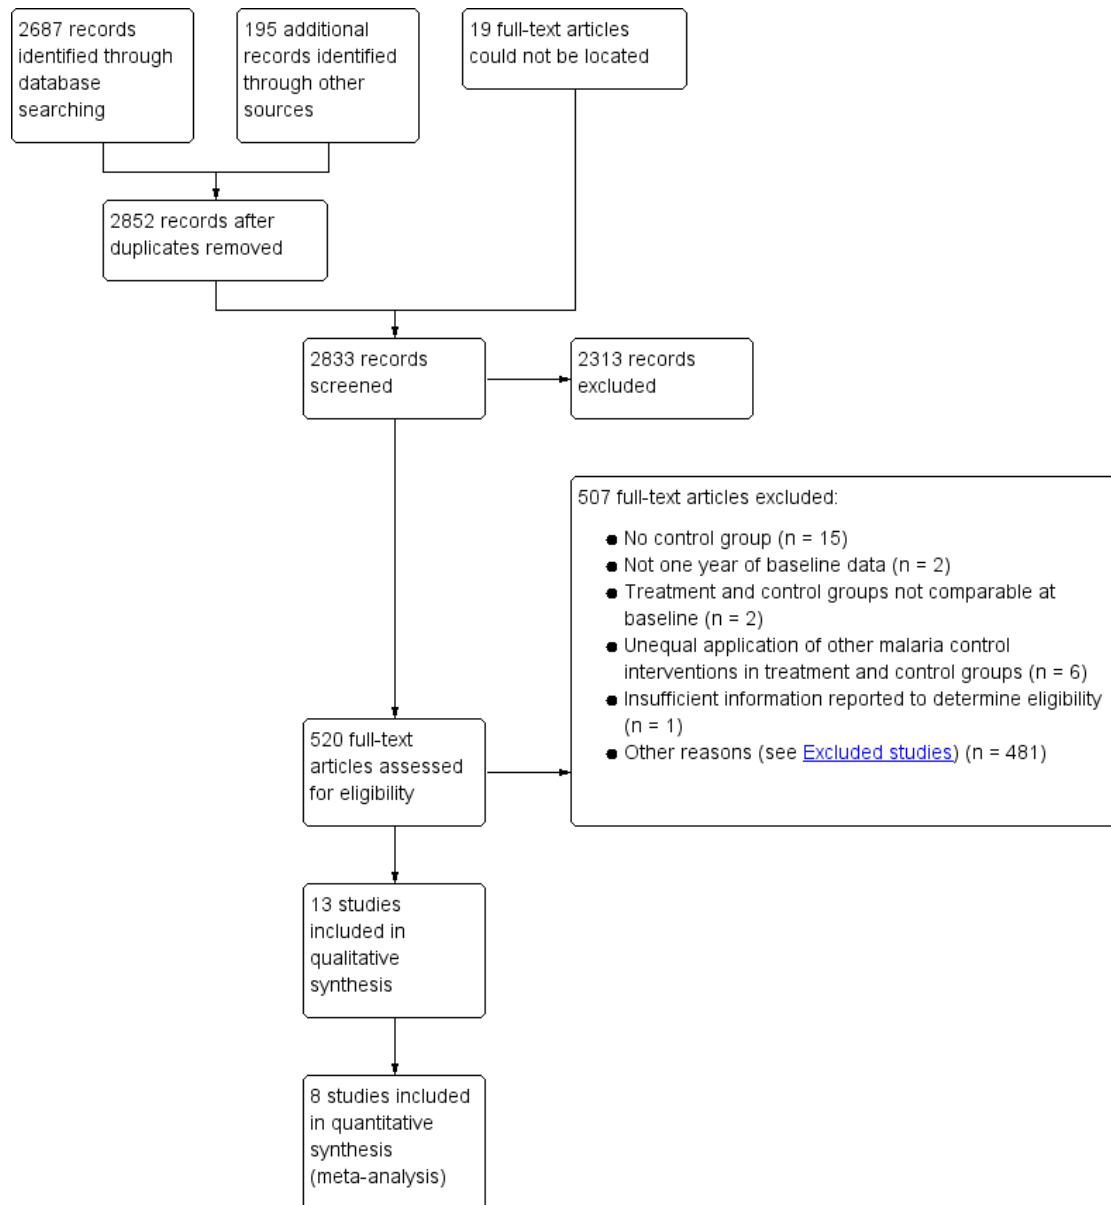 2687 records
identified through
database
searching
195 additional
records identified
through other
sources
19 full-text articles
could not be located
2852 records after
duplicates removed
2833 records
screened
2313 records
excluded
507 full-text articles excluded:
● No control group (n = 15)
● Not one year of baseline data (n = 2)
● Treatment and control groups not comparable at
baseline (n = 2)
● Unequal application of other malaria control
interventions in treatment and control groups (n = 6)
● Insufficient information reported to determine eligibility
(n = 1)
● Other reasons (see Excluded studies) (n = 481)
520 full-text
articles assessed
for eligibility
13 studies
included in
qualitative
synthesis
8 studies included
in quantitative
synthesis
(meta-analysis)